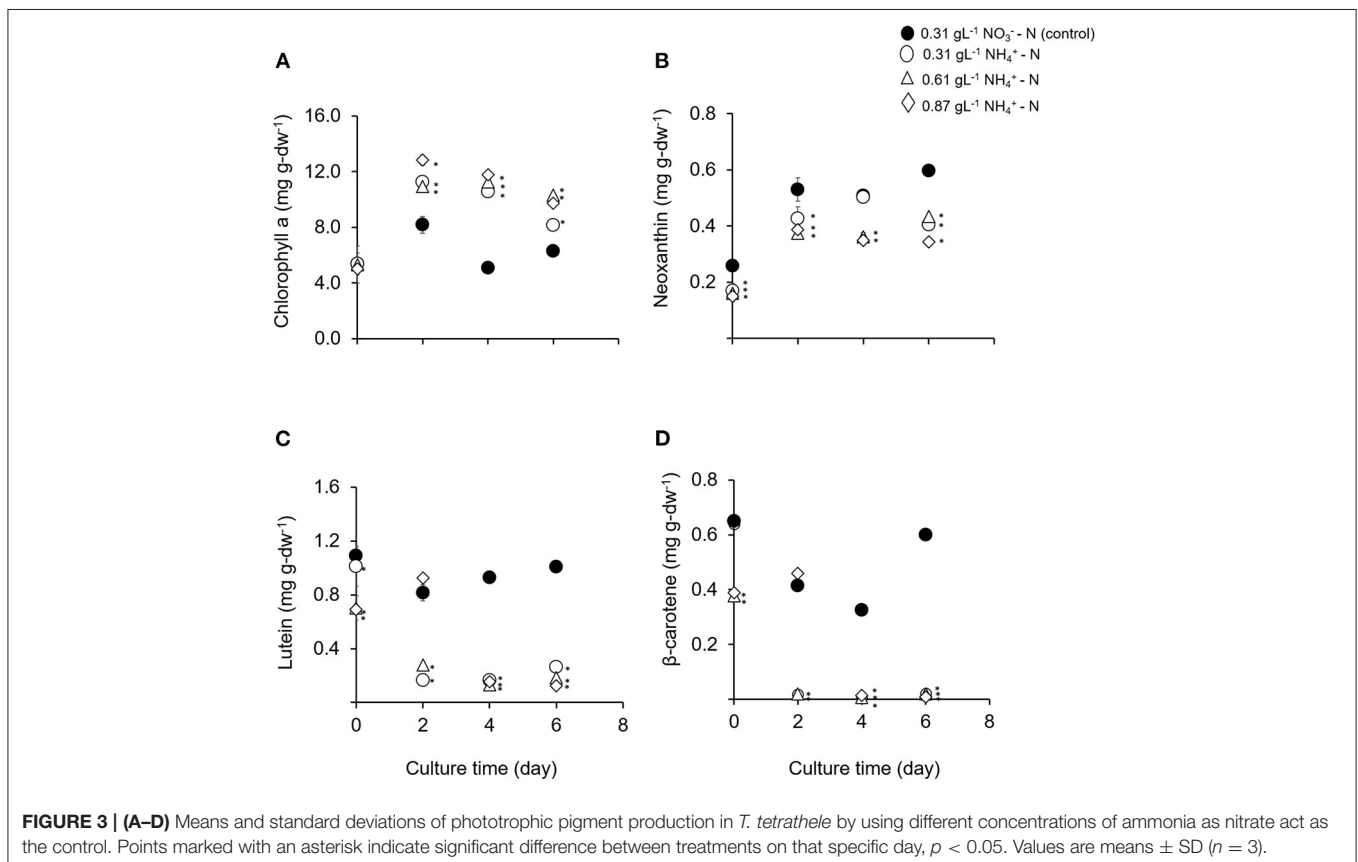 0.31 gL⁻¹ NO₃⁻ - N (control)
0.31 gL⁻¹ NH₄⁺ - N
0.61 gL⁻¹ NH₄⁺ - N
0.87 gL⁻¹ NH₄⁺ - N
A
Chlorophyll a (mg g-dw⁻¹)
16.0
12.0
8.0
4.0
0.0
* * *
* * *
* * *
B
Neoxanthin (mg g-dw⁻¹)
0.8
0.6
0.4
0.2
* * *
* * *
* *
* * *
C
Lutein (mg g-dw⁻¹)
1.6
1.2
0.8
0.4
* * *
* *
* * *
* * *
0 2 4 6 8
Culture time (day)
D
β-carotene (mg g-dw⁻¹)
0.8
0.6
0.4
0.2
* *
* *
* * *
* * *
0 2 4 6 8
Culture time (day)
FIGURE 3 | (A–D) Means and standard deviations of phototrophic pigment production in T. tetrathele by using different concentrations of ammonia as nitrate act as
the control. Points marked with an asterisk indicate significant difference between treatments on that specific day, p < 0.05. Values are means ± SD (n = 3).